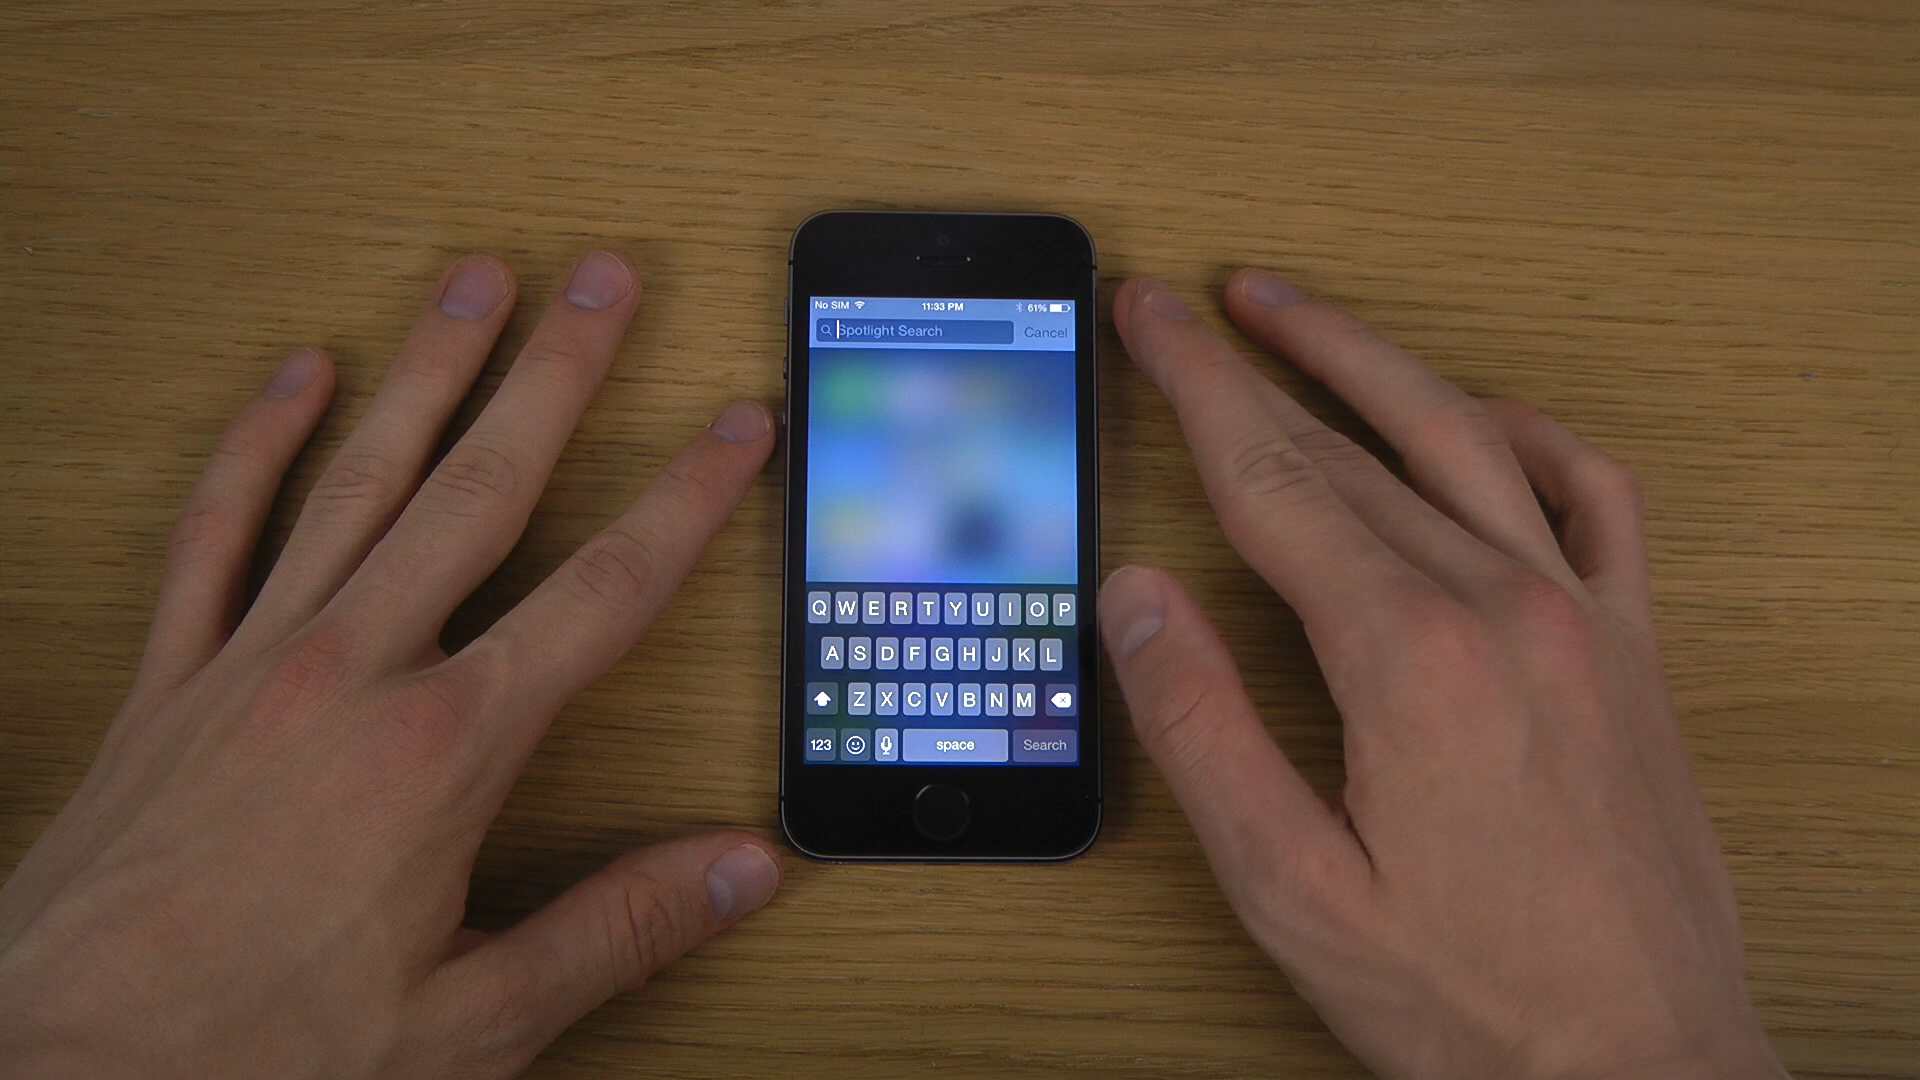 No SIM 11:33 PM 61%
Spotlight Search Cancel
Q W E R T Y U I O P
A S D F G H J K L
Z X C V B N M
123 space Search